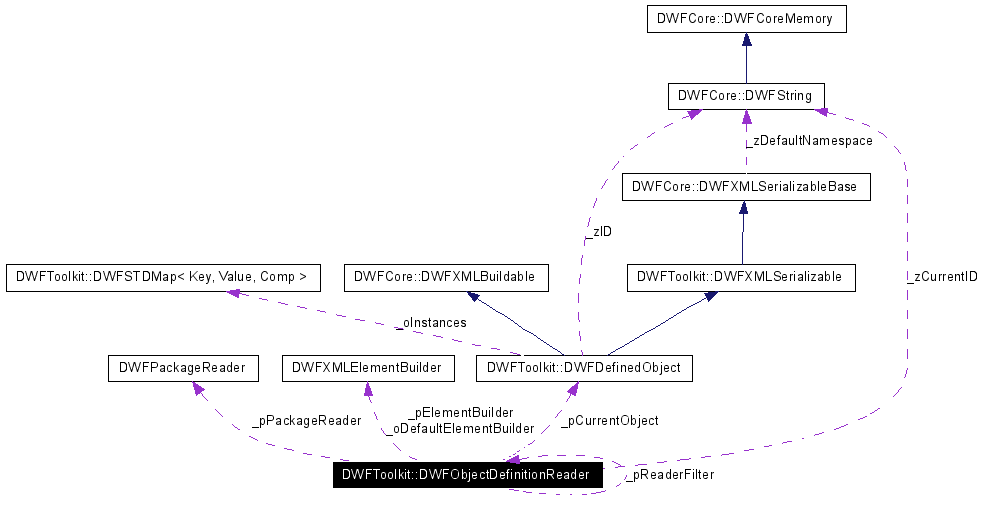 DWFCore::DWFCoreMemory
DWFCore::DWFString
_zDefaultNamespace
DWFCore::DWFXMLSerializableBase
_zID
DWFToolkit::DWFSTDMap< Key, Value, Comp >
DWFCore::DWFXMLBuildable
DWFToolkit::DWFXMLSerializable
_zCurrentID
_oInstances
DWFPackageReader
DWFXMLElementBuilder
DWFToolkit::DWFDefinedObject
_pPackageReader
_pElementBuilder
_oDefaultElementBuilder
_pCurrentObject
DWFToolkit::DWFObjectDefinitionReader
_pReaderFilter